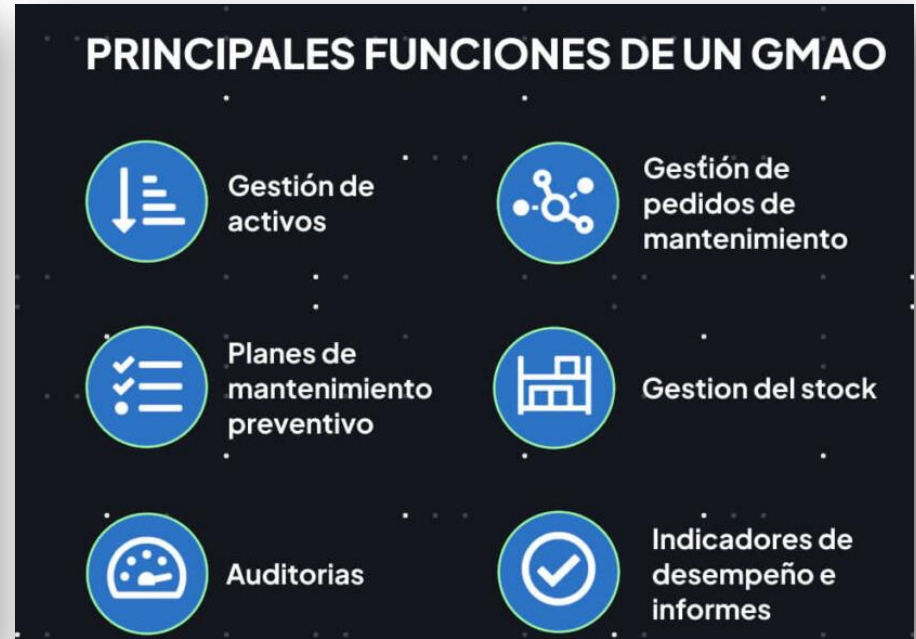 PRINCIPALES FUNCIONES DE UN GMAO
Gestión de
activos
Gestión de
pedidos de
mantenimiento
Planes de
mantenimiento
preventivo
Gestion del stock
Auditorias
Indicadores de
desempeño e
informes